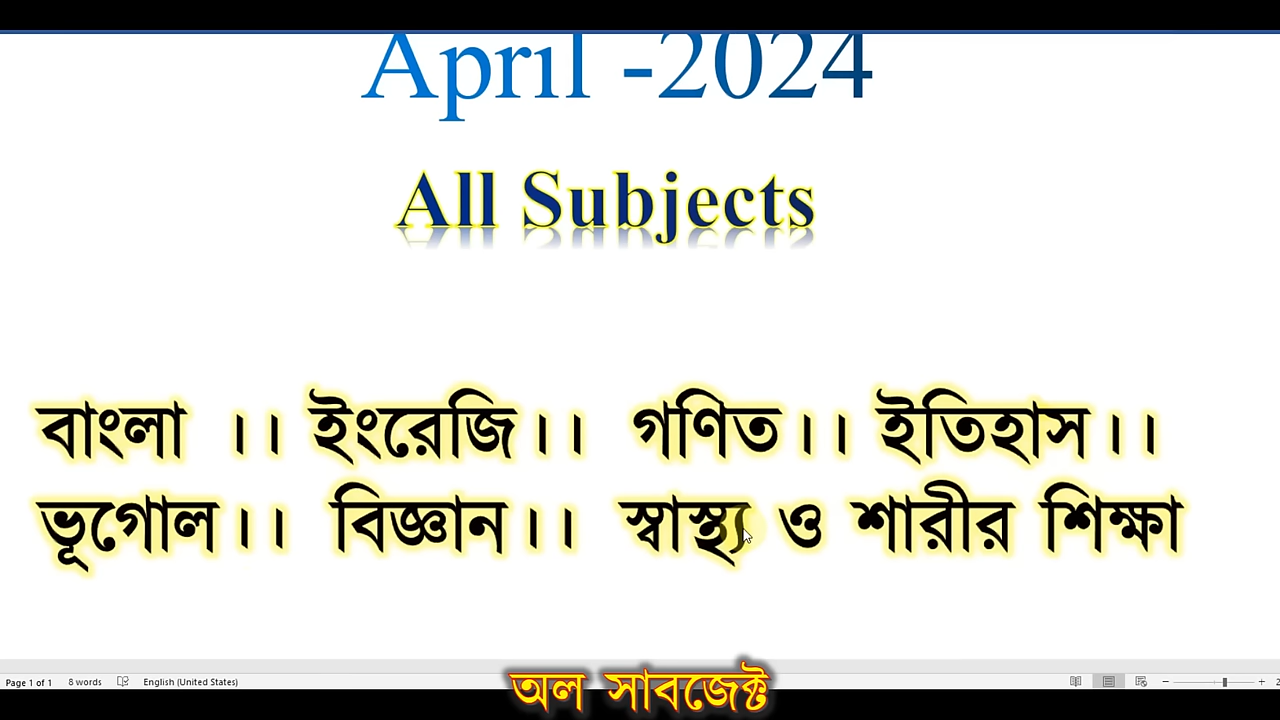 April -2024
All Subjects
বাংলা ।। ইংরেজি।। গণিত।। ইতিহাস।।
ভূগোল।। বিজ্ঞান।। স্বাস্থ্য ও শারীর শিক্ষা
Page 1 of 1 8 words English (United States)
অল সাবজেক্ট